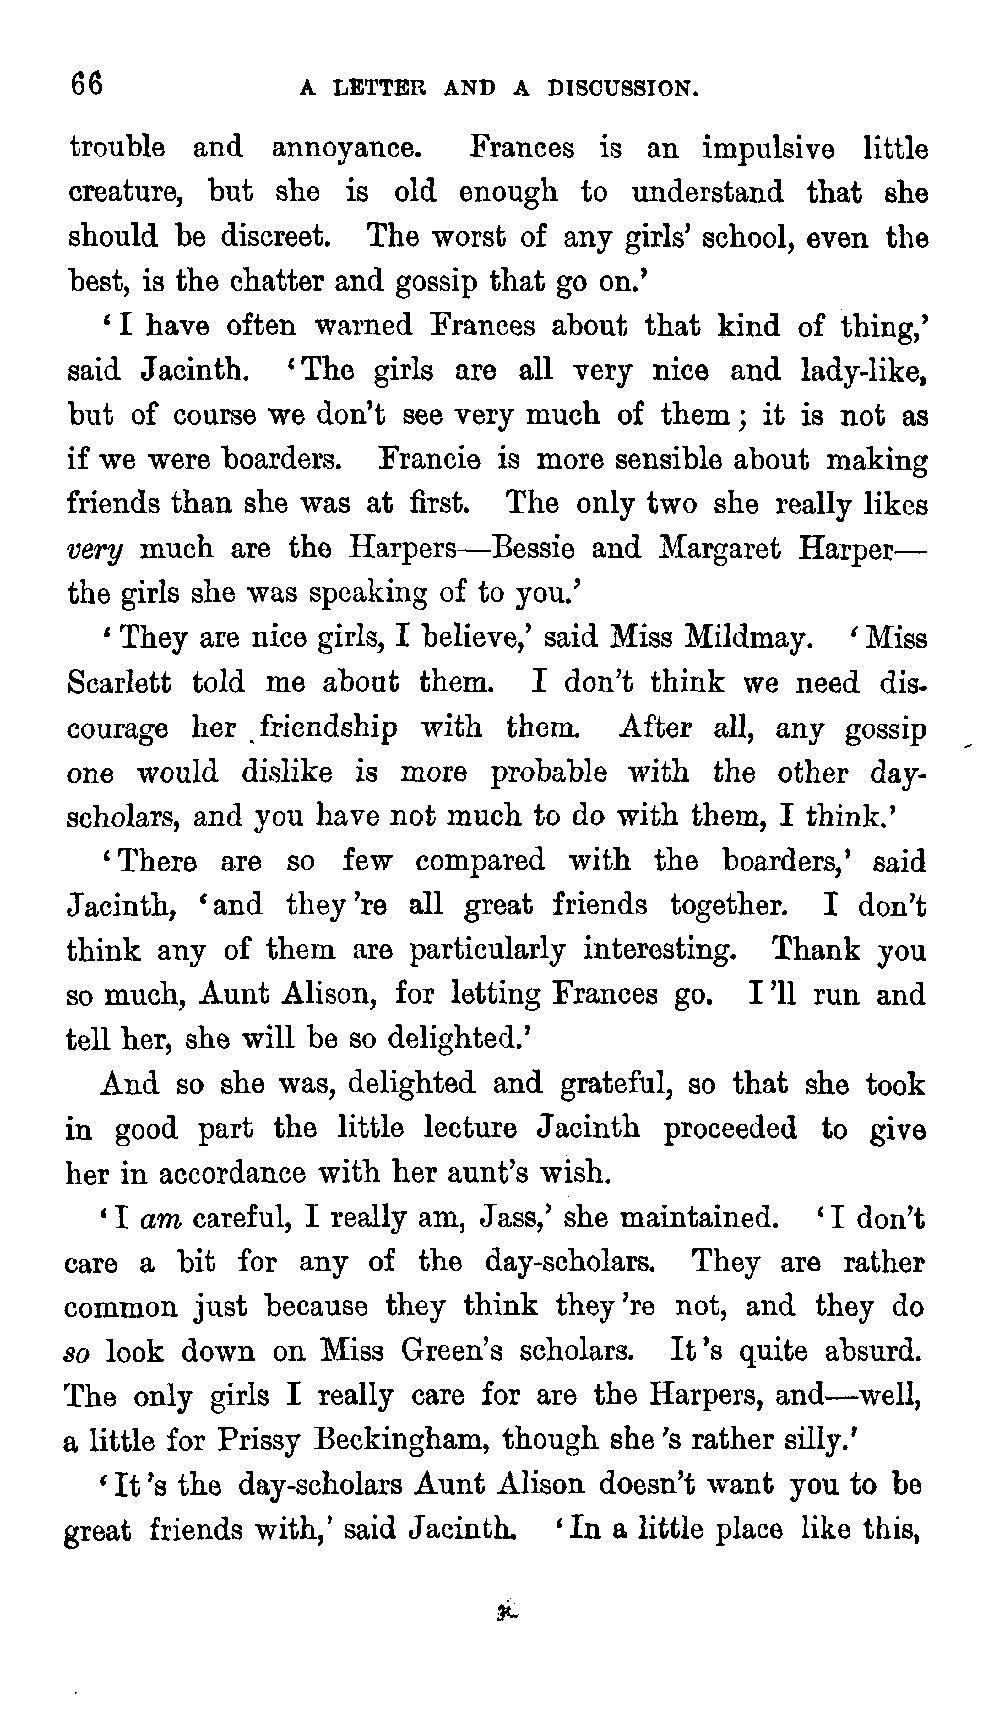 66 A LETTER AND A DISCUSSION.
trouble and annoyance. Frances is an impulsive little
creature, but she is old enough to understand that she
should be discreet. The worst of any girls' school, even the
best, is the chatter and gossip that go on.'
'I have often warned Frances about that kind of thing,'
said Jacinth. 'The girls are all very nice and lady-like,
but of course we don't see very much of them; it is not as
if we were boarders. Francie is more sensible about making
friends than she was at first. The only two she really likes
very much are the Harpers—Bessie and Margaret Harper—
the girls she was speaking of to you.'
'They are nice girls, I believe,' said Miss Mildmay. 'Miss
Scarlett told me about them. I don't think we need dis-
courage her friendship with them. After all, any gossip
one would dislike is more probable with the other day-
scholars, and you have not much to do with them, I think.'
'There are so few compared with the boarders,' said
Jacinth, 'and they're all great friends together. I don't
think any of them are particularly interesting. Thank you
so much, Aunt Alison, for letting Frances go. I'll run and
tell her, she will be so delighted.'
And so she was, delighted and grateful, so that she took
in good part the little lecture Jacinth proceeded to give
her in accordance with her aunt's wish.
'I am careful, I really am, Jass,' she maintained. 'I don't
care a bit for any of the day-scholars. They are rather
common just because they think they're not, and they do
so look down on Miss Green's scholars. It's quite absurd.
The only girls I really care for are the Harpers, and—well,
a little for Prissy Beckingham, though she's rather silly.'
'It's the day-scholars Aunt Alison doesn't want you to be
great friends with,' said Jacinth. 'In a little place like this,